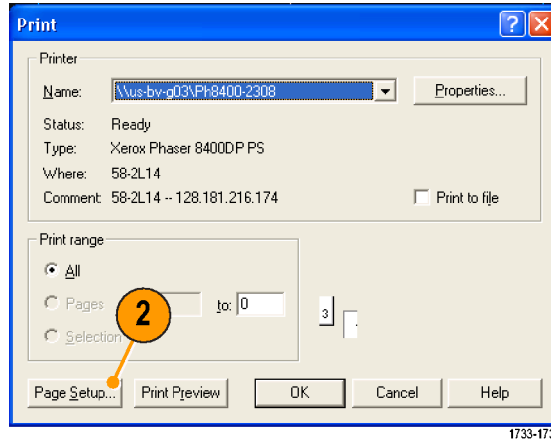 Print
Printer
Name: \\us-bv-g03\Ph8400-2308 Properties...
Status: Ready
Type: Xerox Phaser 8400DP PS
Where: 58-2L14
Comment: 58-2L14 -- 128.181.216.174 Print to file
Print range
All
Pages to: 0
2
3
Selection
Page Setup... Print Preview OK Cancel Help
1733-173